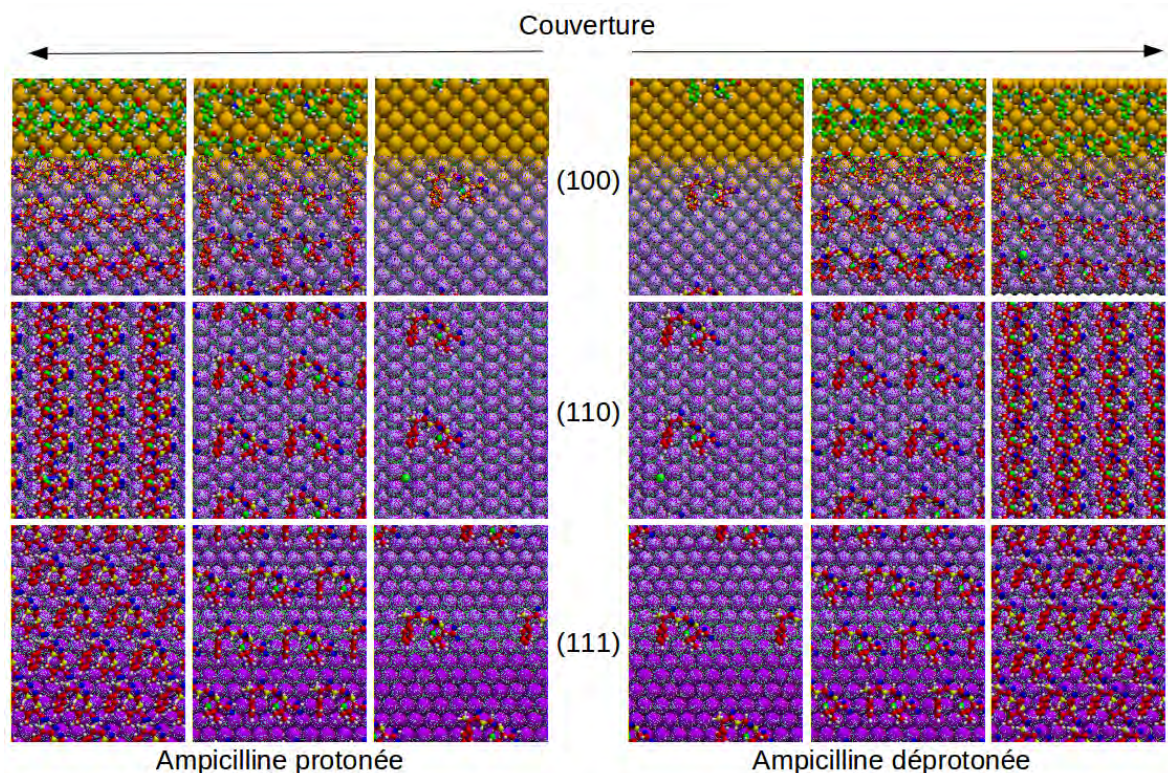 Couverture
(100)
(110)
(111)
Ampicilline protonée
Ampicilline déprotonée